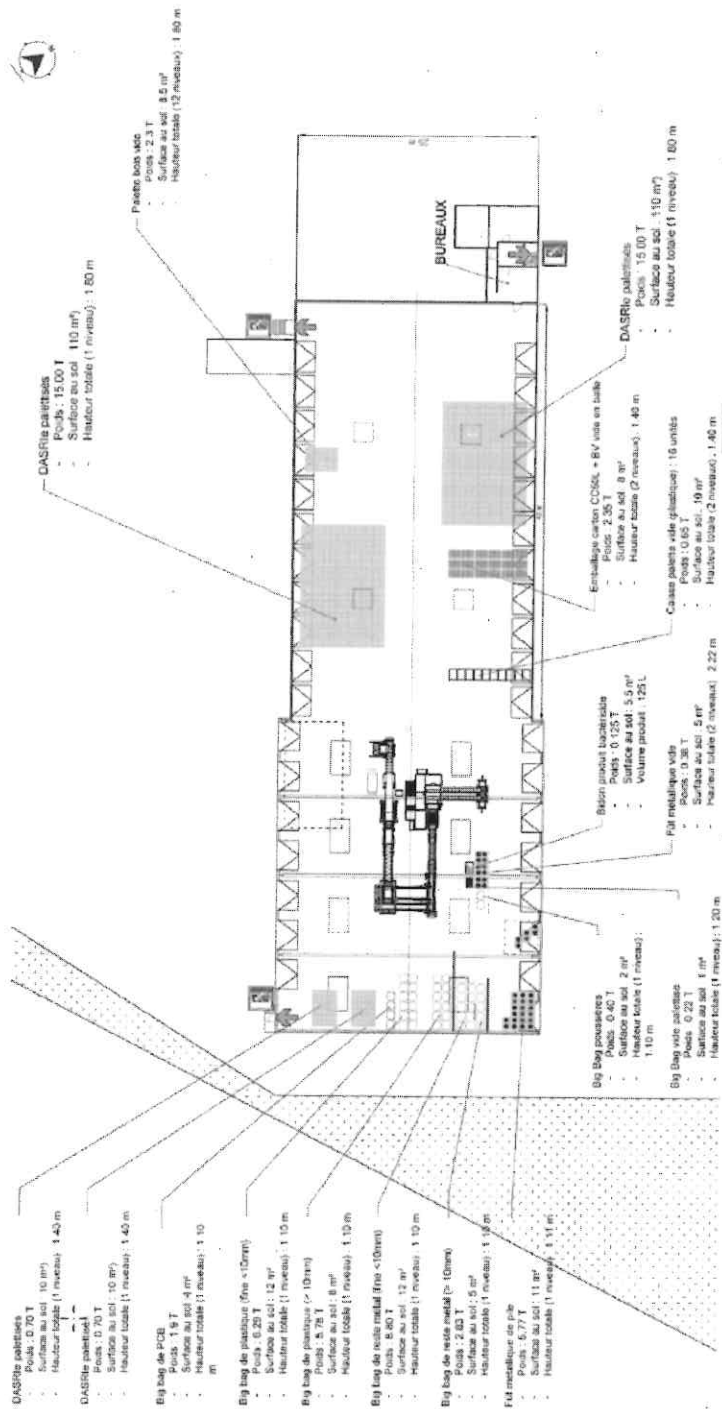 DASRIe palettisés
- Poids : 0.70 T
- Surface au sol : 10 m²)
- Hauteur totale (1 niveau) : 1.40 m
DASRIe palettisés
- Poids : 0.70 T
- Surface au sol : 10 m²)
- Hauteur totale (1 niveau) : 1.40 m
Big bag de PCB
- Poids : 1.9 T
- Surface au sol : 4 m²
- Hauteur totale (1 niveau) : 1.10
m
Big bag de plastique (fine <10mm)
- Poids : 6.29 T
- Surface au sol : 12 m²
- Hauteur totale (1 niveau) : 1.10 m
Big bag de plastique (> 10mm)
- Poids : 5.78 T
- Surface au sol : 8 m²
- Hauteur totale (1 niveau) : 1.10 m
Big bag de reste métal (fine <10mm)
- Poids : 8.80 T
- Surface au sol : 12 m²
- Hauteur totale (1 niveau) : 1.10 m
Big bag de reste métal (> 10mm)
- Poids : 2.83 T
- Surface au sol : 5 m²
- Hauteur totale (1 niveau) : 1.10 m
Fût métallique de pile
- Poids : 5.77 T
- Surface au sol : 11 m²
- Hauteur totale (1 niveau) : 1.11 m
DASRIe palettisés
- Poids : 15.00 T
- Surface au sol : 110 m²)
- Hauteur totale (1 niveau) : 1.80 m
Palette bois vide
- Poids : 2.3 T
- Surface au sol : 8.5 m²
- Hauteur totale (12 niveaux) : 1.80 m
BUREAUX
Big Bag poussières
- Poids : 0.40 T
- Surface au sol : 2 m²
- Hauteur totale (1 niveau) :
1.10 m
Big Bag vide palettisé
- Poids : 0.22 T
- Surface au sol : 1 m²
- Hauteur totale (1 niveau) : 1.20 m
Bidon produit bactéricide
- Poids : 0.125 T
- Surface au sol : 5.5 m²
- Volume produit : 125 L
Fût métallique vide
- Poids : 0.38 T
- Surface au sol : 5 m²
- Hauteur totale (2 niveaux) : 2.22 m
Emballage carton CC50L + BV vide en balle
- Poids : 2.35 T
- Surface au sol : 8 m²
- Hauteur totale (2 niveaux) : 1.40 m
Caisse palette vide (plastique) : 16 unités
- Poids : 0.65 T
- Surface au sol : 10 m²
- Hauteur totale (2 niveaux) : 1.40 m
DASRIe palettisés
- Poids : 15.00 T
- Surface au sol : 110 m²)
- Hauteur totale (1 niveau) : 1.80 m